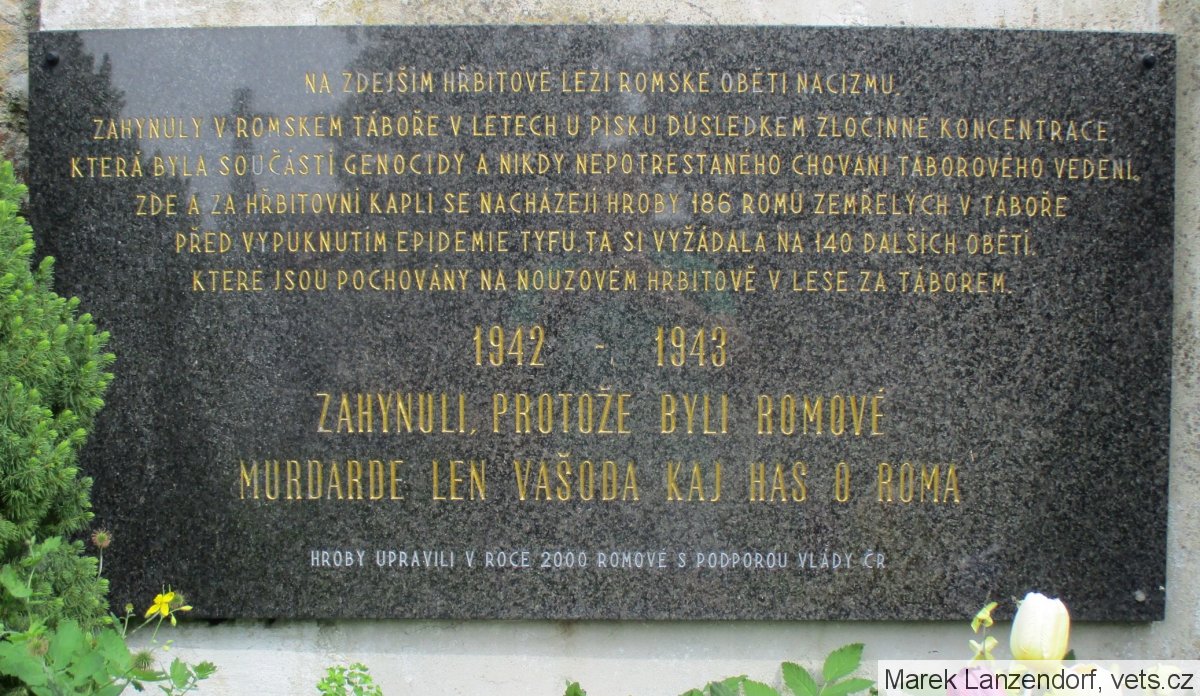 NA ZDEJŠÍM HŘBITOVĚ LEŽÍ ROMSKÉ OBĚTI NACIZMU.
ZAHYNULY V ROMSKÉM TÁBOŘE V LETECH U PÍSKU DŮSLEDKEM ZLOČINNÉ KONCENTRACE,
KTERÁ BYLA SOUČÁSTÍ GENOCIDY A NIKDY NEPOTRESTANÉHO CHOVÁNÍ TÁBOROVÉHO VEDENÍ.
ZDE A ZA HŘBITOVNÍ KAPLÍ SE NACHÁZEJÍ HROBY 186 ROMŮ ZEMŘELÝCH V TÁBOŘE
PŘED VYPUKNUTÍM EPIDEMIE TYFU. TA SI VYŽÁDALA NA 140 DALŠÍCH OBĚTÍ,
KTERÉ JSOU POCHOVÁNY NA NOUZOVÉM HŘBITOVĚ V LESE ZA TÁBOREM.
1942 - 1943
ZAHYNULI, PROTOŽE BYLI ROMOVÉ
MURDARDE LEN VAŠODA KAJ HAS O ROMA
HROBY UPRAVILI V ROCE 2000 ROMOVÉ S PODPOROU VLÁDY ČR
Marek Lanzendorf, vets.cz